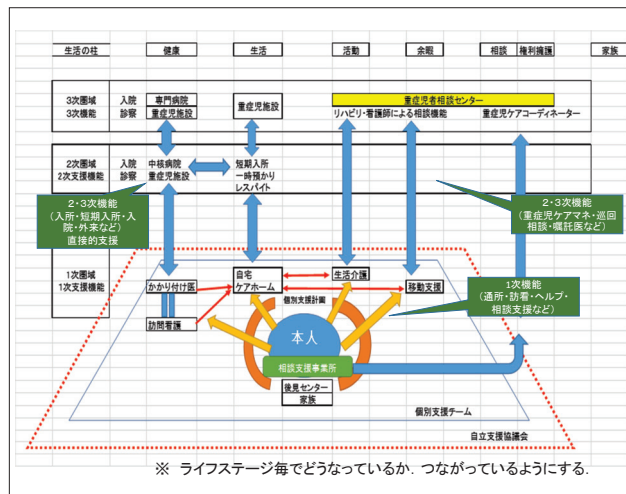 生活の柱 健康 生活 活動 余暇 相談 権利擁護 家族
3次圏域 入院 専門病院 重症児施設 重症児者相談センター
3次機能 診察 重症児施設 リハビリ・看護師による相談機能 重症児ケアコーディネーター
2次圏域 入院 中核病院 短期入所
2次支援機能 診察 重症児施設 一時預かり
レスパイト
2・3次機能
(入所・短期入所・入
院・外来など)
直接的支援
2・3次機能
(重症児ケアマネ・巡回
相談・嘱託医など)
1次圏域
1次支援機能
かかり付け医
訪問看護
自宅
ケアホーム
生活介護
移動支援
個別支援計画
1次機能
(通所・訪看・ヘルプ・
相談支援など)
本人
相談支援事業所
後見センター
家族
個別支援チーム
自立支援協議会
※ ライフステージ毎でどうなっているか. つながっているようにする.